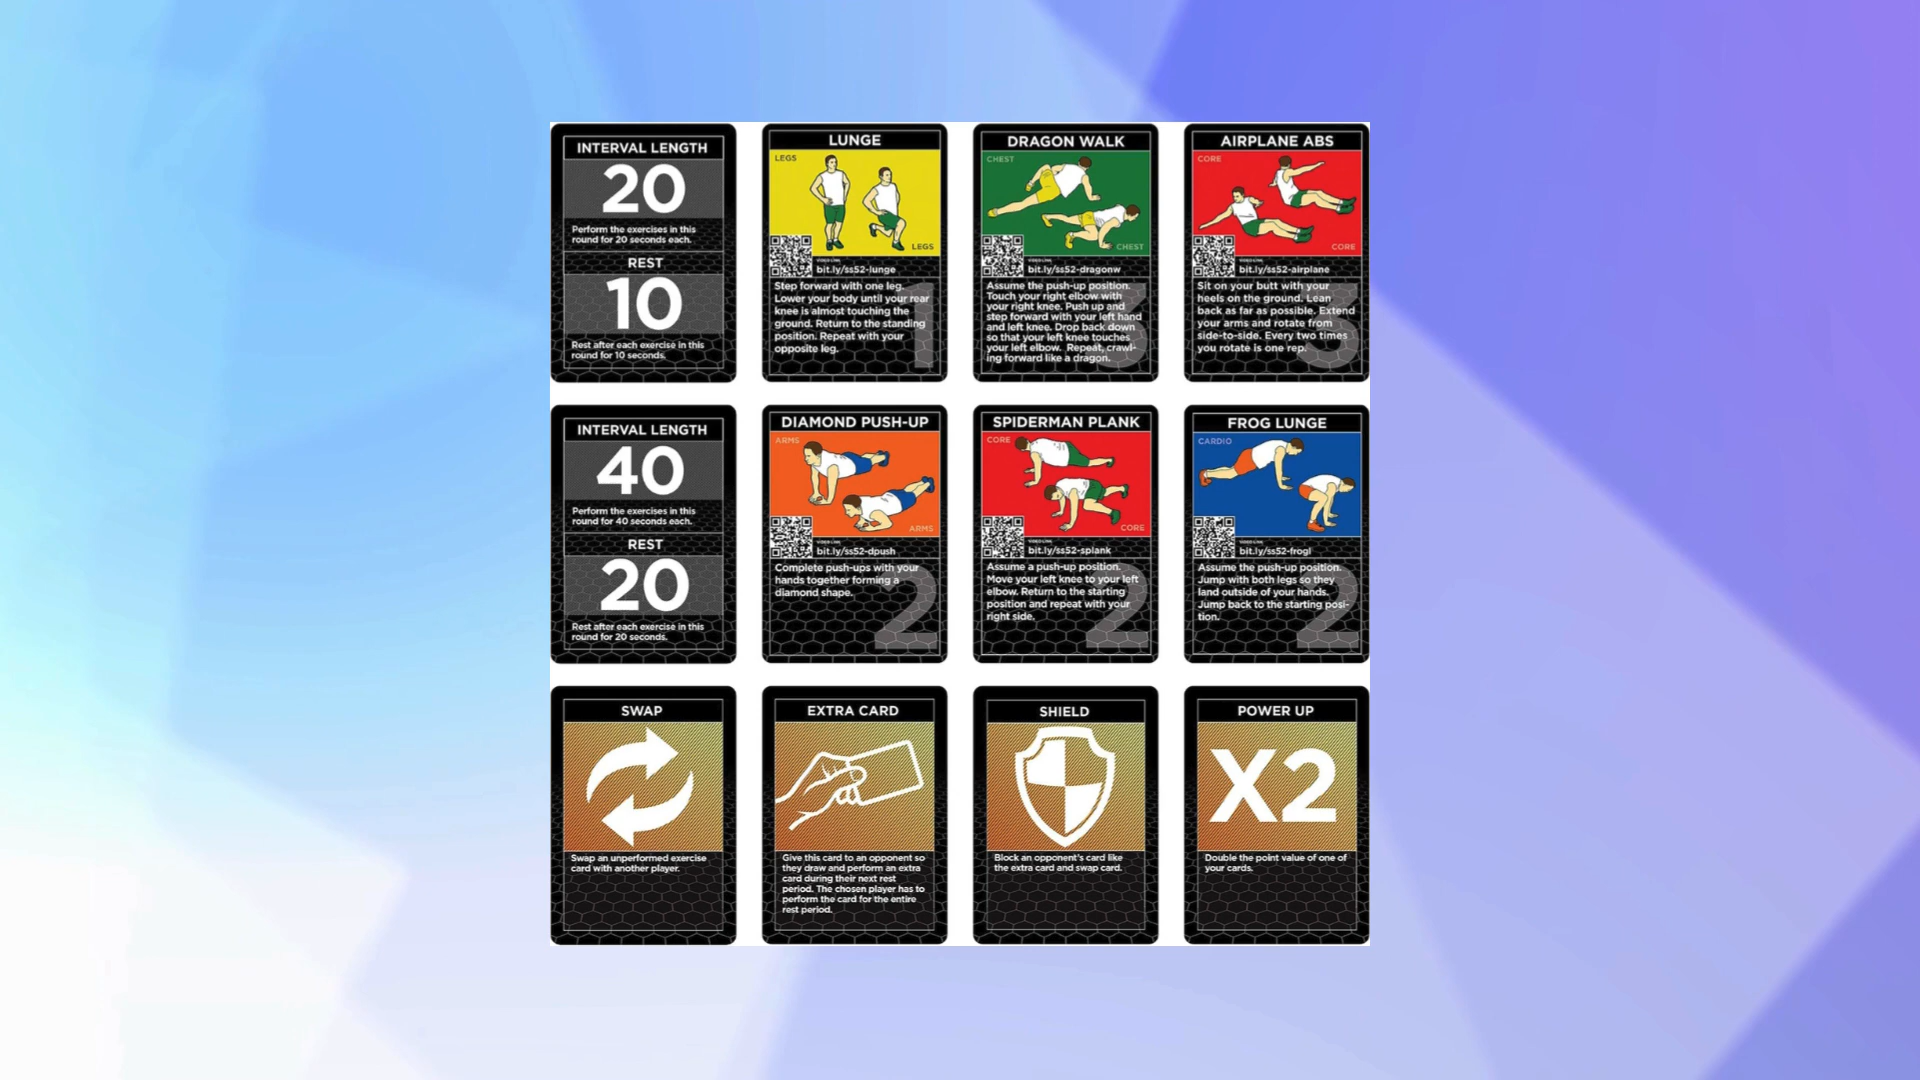 INTERVAL LENGTH
20
Perform the exercises in this
round for 20 seconds each.
REST
10
Rest after each exercise in this
round for 10 seconds.
LUNGE
LEGS
LEGS
VIDEO LINK
bit.ly/ss52-lunge
Step forward with one leg.
Lower your body until your rear
knee is almost touching the
ground. Return to the standing
position. Repeat with your
opposite leg.
1
DRAGON WALK
CHEST
CHEST
VIDEO LINK
bit.ly/ss52-dragonw
Assume the push-up position.
Touch your right elbow with
your right knee. Push up and
step forward with your left hand
and left knee. Drop back down
so that your left knee touches
your left elbow. Repeat, crawl-
ing forward like a dragon.
3
AIRPLANE ABS
CORE
CORE
VIDEO LINK
bit.ly/ss52-airplane
Sit on your butt with your
heels on the ground. Lean
back as far as possible. Extend
your arms and rotate from
side-to-side. Every two times
you rotate is one rep.
3
INTERVAL LENGTH
40
Perform the exercises in this
round for 40 seconds each.
REST
20
Rest after each exercise in this
round for 20 seconds.
DIAMOND PUSH-UP
ARMS
ARMS
VIDEO LINK
bit.ly/ss52-dpush
Complete push-ups with your
hands together forming a
diamond shape.
2
SPIDERMAN PLANK
CORE
CORE
VIDEO LINK
bit.ly/ss52-splank
Assume a push-up position.
Move your left knee to your left
elbow. Return to the starting
position and repeat with your
right side.
2
FROG LUNGE
CARDIO
VIDEO LINK
bit.ly/ss52-frogl
Assume the push-up position.
Jump with both legs so they
land outside of your hands.
Jump back to the starting posi-
tion.
2
SWAP
Swap an unperformed exercise
card with another player.
EXTRA CARD
Give this card to an opponent so
they draw and perform an extra
card during their next rest
period. The chosen player has to
perform the card for the entire
rest period.
SHIELD
Block an opponent's card like
the extra card and swap card.
POWER UP
X2
Double the point value of one of
your cards.